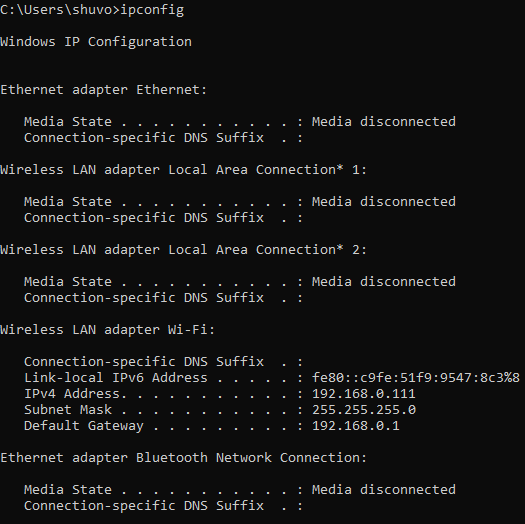 C:\Users\shuvo>ipconfig
Windows IP Configuration
Ethernet adapter Ethernet:
Media State . . . . . . . . . . . : Media disconnected
Connection-specific DNS Suffix  . :
Wireless LAN adapter Local Area Connection* 1:
Media State . . . . . . . . . . . : Media disconnected
Connection-specific DNS Suffix  . :
Wireless LAN adapter Local Area Connection* 2:
Media State . . . . . . . . . . . : Media disconnected
Connection-specific DNS Suffix  . :
Wireless LAN adapter Wi-Fi:
Connection-specific DNS Suffix  . :
Link-local IPv6 Address . . . . . : fe80::c9fe:51f9:9547:8c3%8
IPv4 Address. . . . . . . . . . . : 192.168.0.111
Subnet Mask . . . . . . . . . . . : 255.255.255.0
Default Gateway . . . . . . . . . : 192.168.0.1
Ethernet adapter Bluetooth Network Connection:
Media State . . . . . . . . . . . : Media disconnected
Connection-specific DNS Suffix  . :